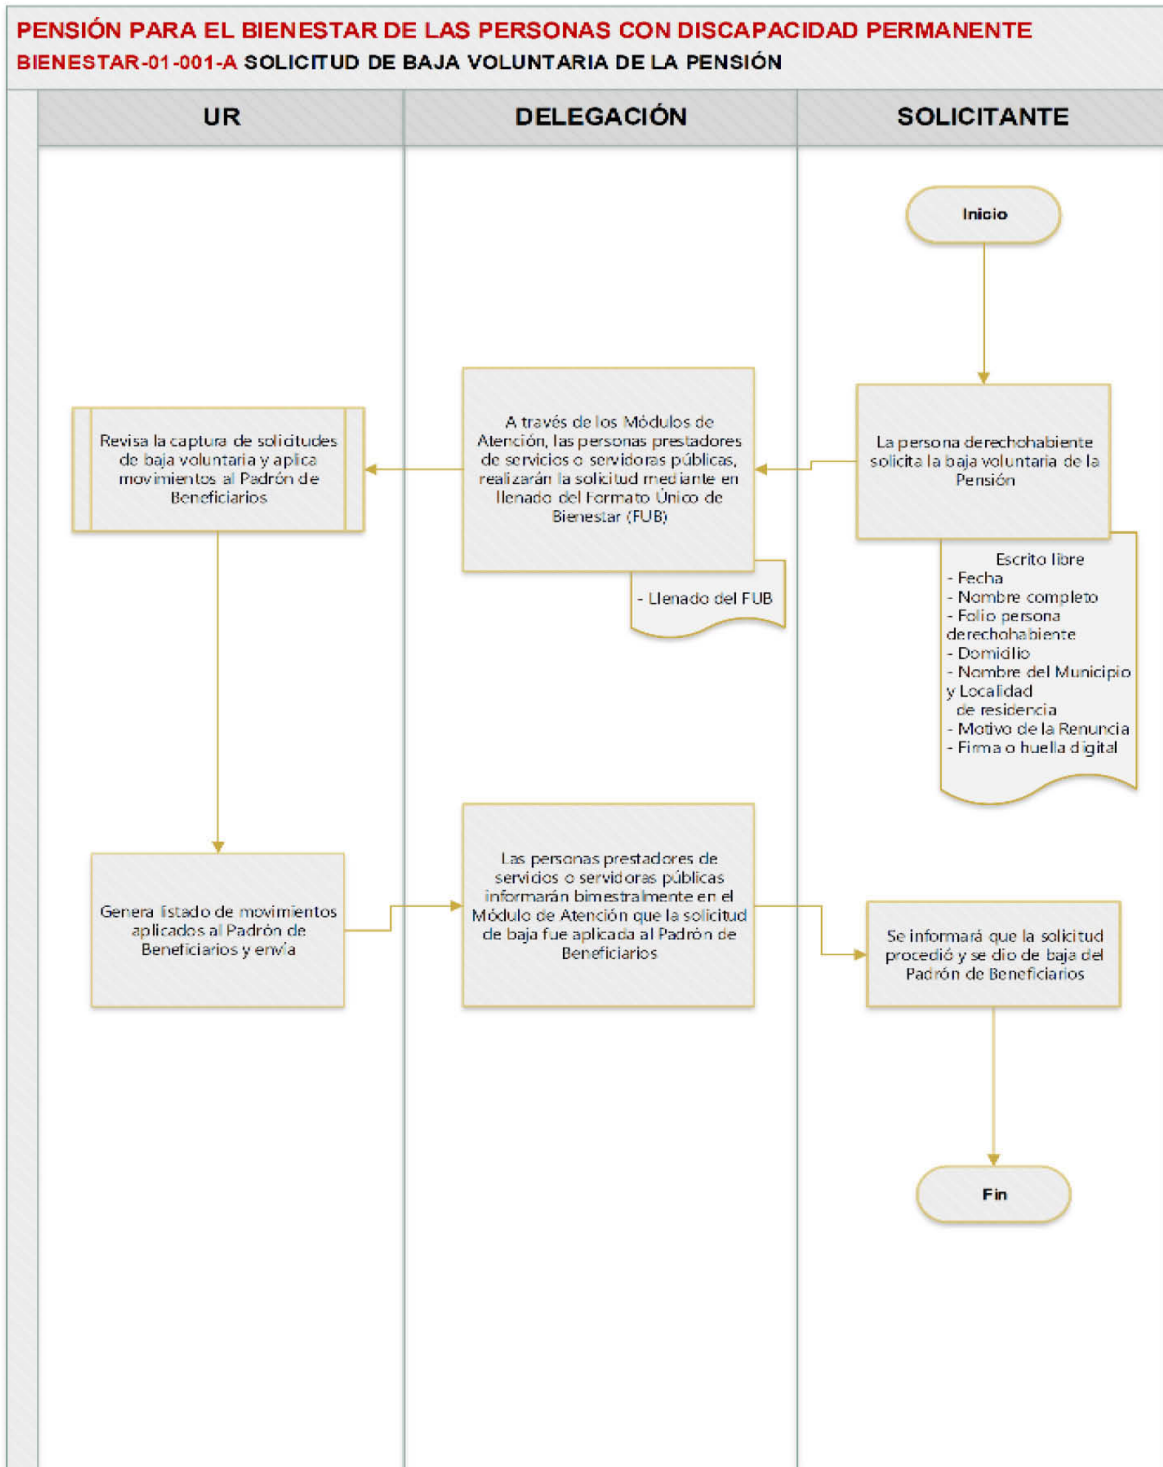 PENSIÓN PARA EL BIENESTAR DE LAS PERSONAS CON DISCAPACIDAD PERMANENTE
BIENESTAR-01-001-A SOLICITUD DE BAJA VOLUNTARIA DE LA PENSIÓN
UR
DELEGACIÓN
SOLICITANTE
Inicio
La persona derechohabiente
solicita la baja voluntaria de la
Pensión
Escrito libre
- Fecha
- Nombre completo
- Folio persona
derechohabiente
- Domicilio
- Nombre del Municipio
y Localidad
de residencia
- Motivo de la Renuncia
- Firma o huella digital
A través de los Módulos de
Atención, las personas prestadores
de servicios o servidoras públicas,
realizarán la solicitud mediante en
llenado del Formato Único de
Bienestar (FUB)
- Llenado del FUB
Revisa la captura de solicitudes
de baja voluntaria y aplica
movimientos al Padrón de
Beneficiarios
Genera listado de movimientos
aplicados al Padrón de
Beneficiarios y envía
Las personas prestadores de
servicios o servidoras públicas
informarán bimestralmente en el
Módulo de Atención que la solicitud
de baja fue aplicada al Padrón de
Beneficiarios
Se informará que la solicitud
procedió y se dio de baja del
Padrón de Beneficiarios
Fin